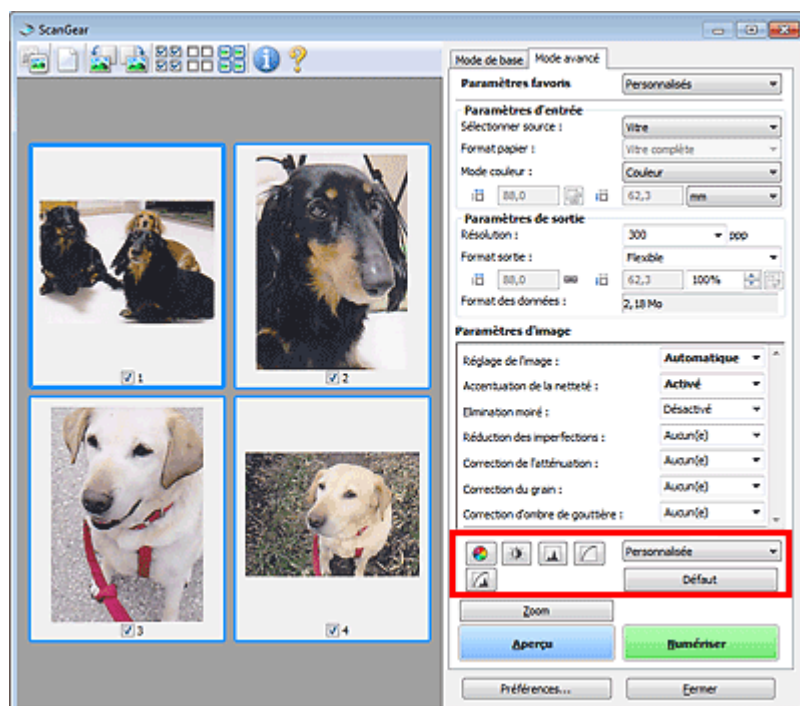 ScanGear
Mode de base Mode avancé
Paramètres favoris Personnalisés
Paramètres d'entrée
Sélectionner source : Vitre
Format papier : Vitre complète
Mode couleur : Couleur
88,0 62,3 mm
Paramètres de sortie
Résolution : 300 ppp
Format sortie : Flexible
88,0 62,3 100%
Format des données : 2,18 Mo
Paramètres d'image
Réglage de l'image : Automatique
Accentuation de la netteté : Activé
Elimination moiré : Désactivé
Réduction des imperfections : Aucun(e)
Correction de l'atténuation : Aucun(e)
Correction du grain : Aucun(e)
Correction d'ombre de gouttière : Aucun(e)
Personnalisée
Défaut
Zoom
Aperçu Numériser
Préférences... Fermer
1
2
3
4